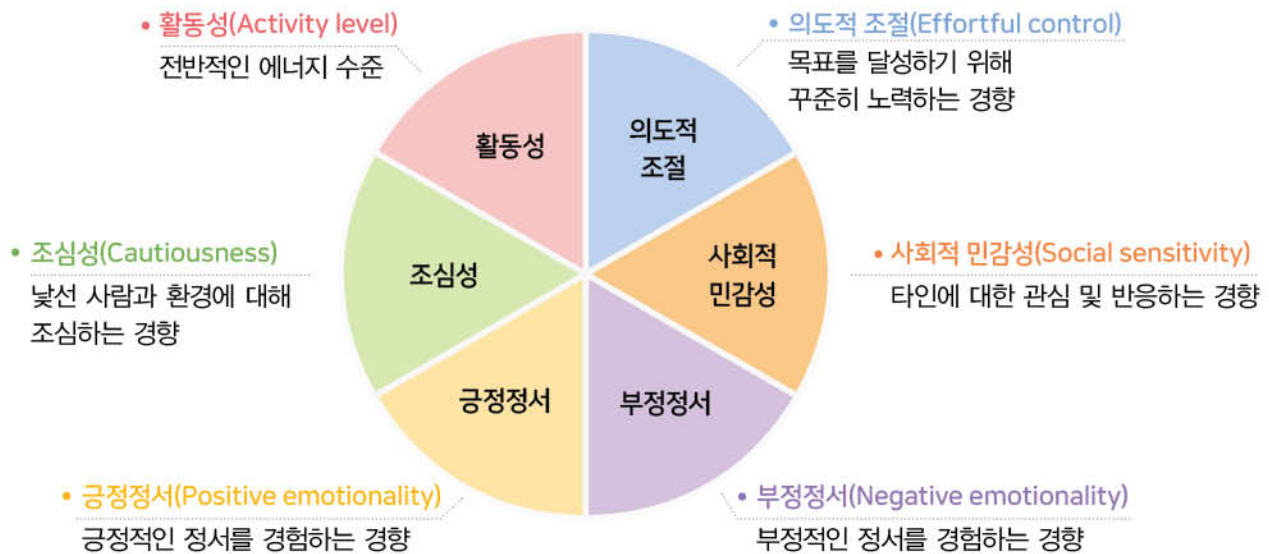 • 활동성(Activity level)
전반적인 에너지 수준
• 의도적 조절(Effortful control)
목표를 달성하기 위해
꾸준히 노력하는 경향
활동성
의도적
조절
• 조심성(Cautiousness)
낯선 사람과 환경에 대해
조심하는 경향
조심성
사회적
민감성
• 사회적 민감성(Social sensitivity)
타인에 대한 관심 및 반응하는 경향
긍정정서
부정정서
• 긍정정서(Positive emotionality)
긍정적인 정서를 경험하는 경향
• 부정정서(Negative emotionality)
부정적인 정서를 경험하는 경향